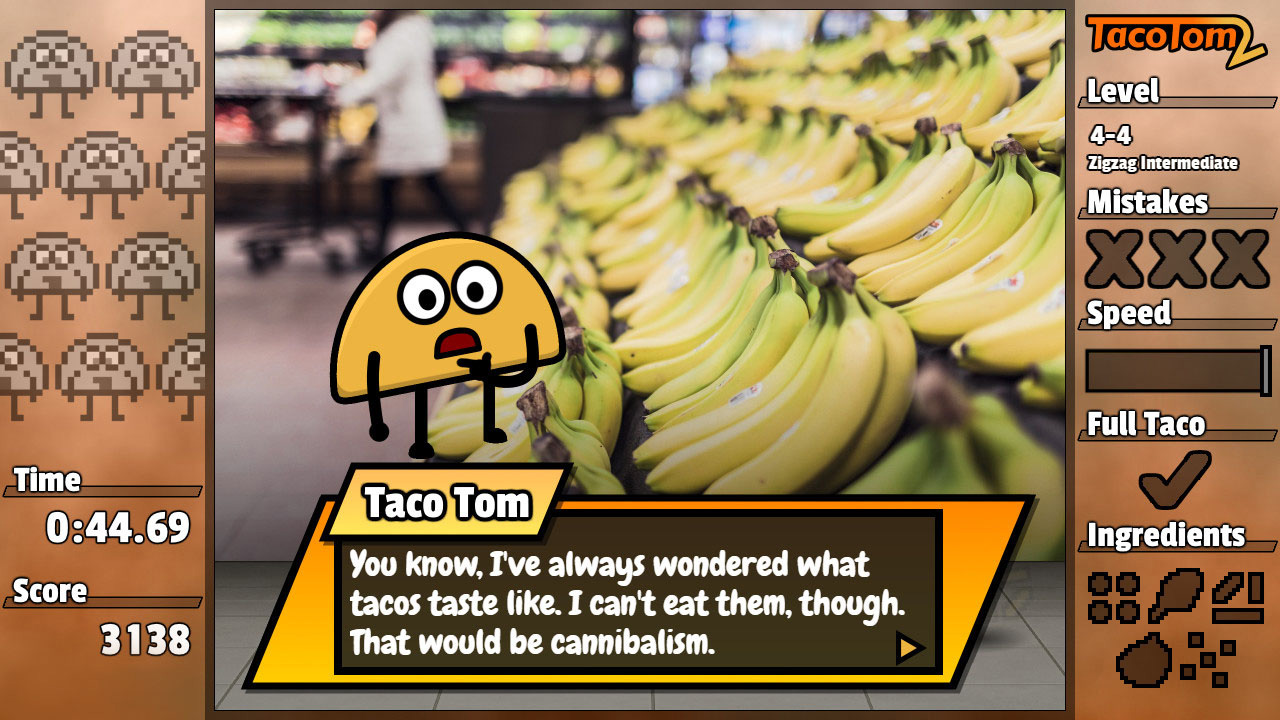 Time
0:44.69
Score
3138
Taco Tom
You know, I've always wondered what
tacos taste like. I can't eat them, though.
That would be cannibalism.
TacoTom2
Level
4-4
Zigzag Intermediate
Mistakes
XXX
Speed
Full Taco
Ingredients